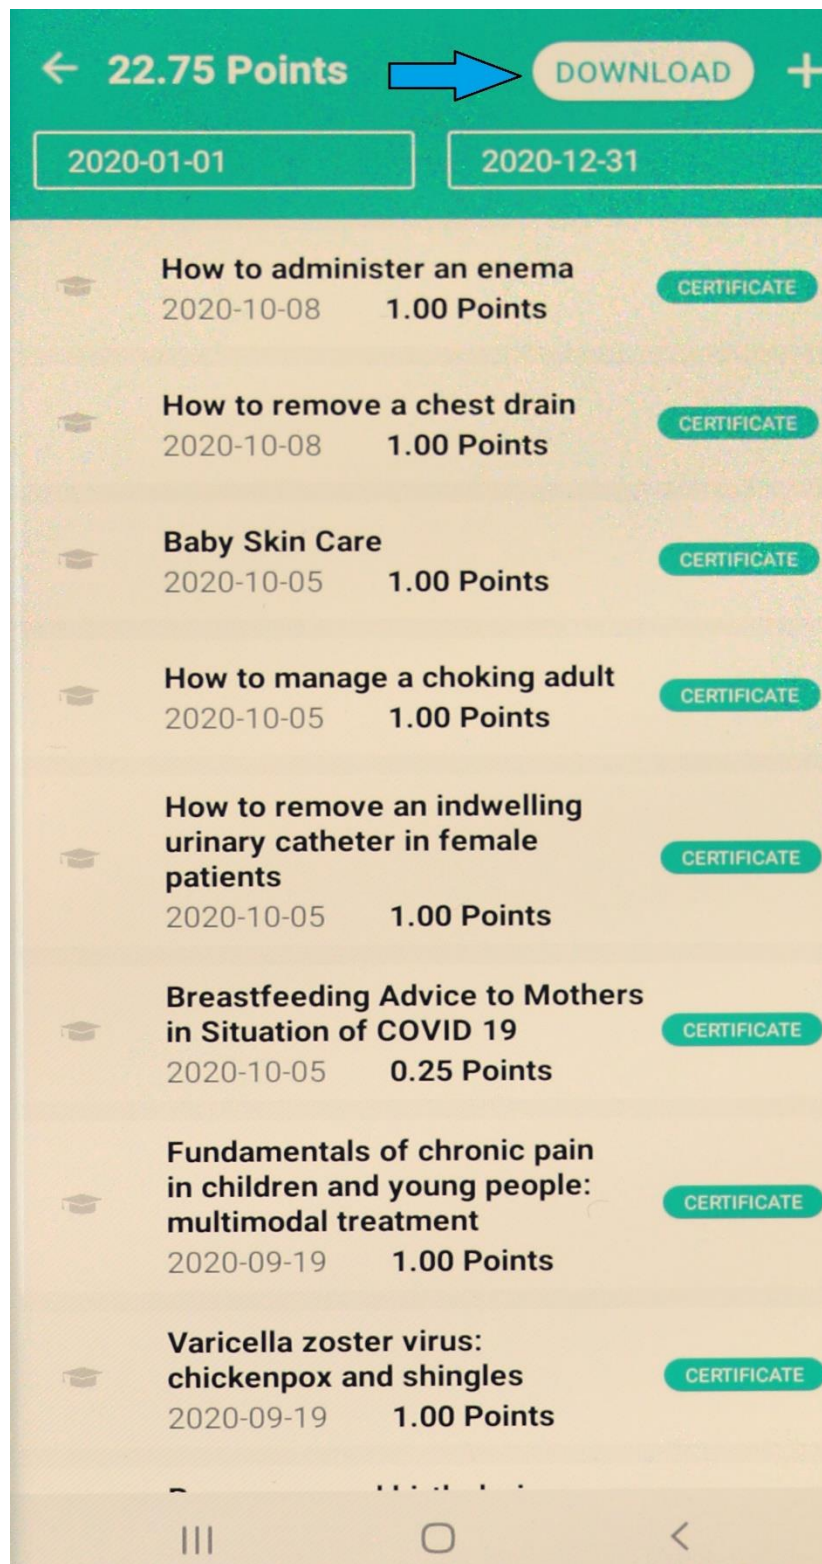 22.75 Points
DOWNLOAD
2020-01-01
2020-12-31
How to administer an enema
2020-10-08 1.00 Points
CERTIFICATE
How to remove a chest drain
2020-10-08 1.00 Points
CERTIFICATE
Baby Skin Care
2020-10-05 1.00 Points
CERTIFICATE
How to manage a choking adult
2020-10-05 1.00 Points
CERTIFICATE
How to remove an indwelling
urinary catheter in female
patients
2020-10-05 1.00 Points
CERTIFICATE
Breastfeeding Advice to Mothers
in Situation of COVID 19
2020-10-05 0.25 Points
CERTIFICATE
Fundamentals of chronic pain
in children and young people:
multimodal treatment
2020-09-19 1.00 Points
CERTIFICATE
Varicella zoster virus:
chickenpox and shingles
2020-09-19 1.00 Points
CERTIFICATE